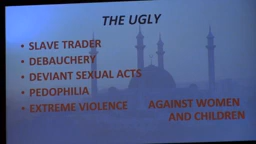 THE UGLY
• SLAVE TRADER
• DEBAUCHERY
• DEVIANT SEXUAL ACTS
• PEDOPHILIA
• EXTREME VIOLENCE AGAINST WOMEN
AND CHILDREN